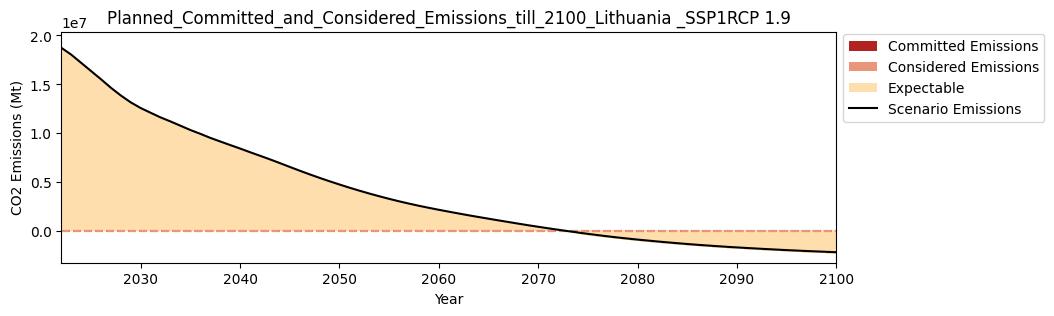 Planned_Committed_and_Considered_Emissions_till_2100_Lithuania _SSP1RCP 1.9
1e7
2.0
1.5
1.0
0.5
0.0
CO2 Emissions (Mt)
2030 2040 2050 2060 2070 2080 2090 2100
Year
Committed Emissions
Considered Emissions
Expectable
Scenario Emissions